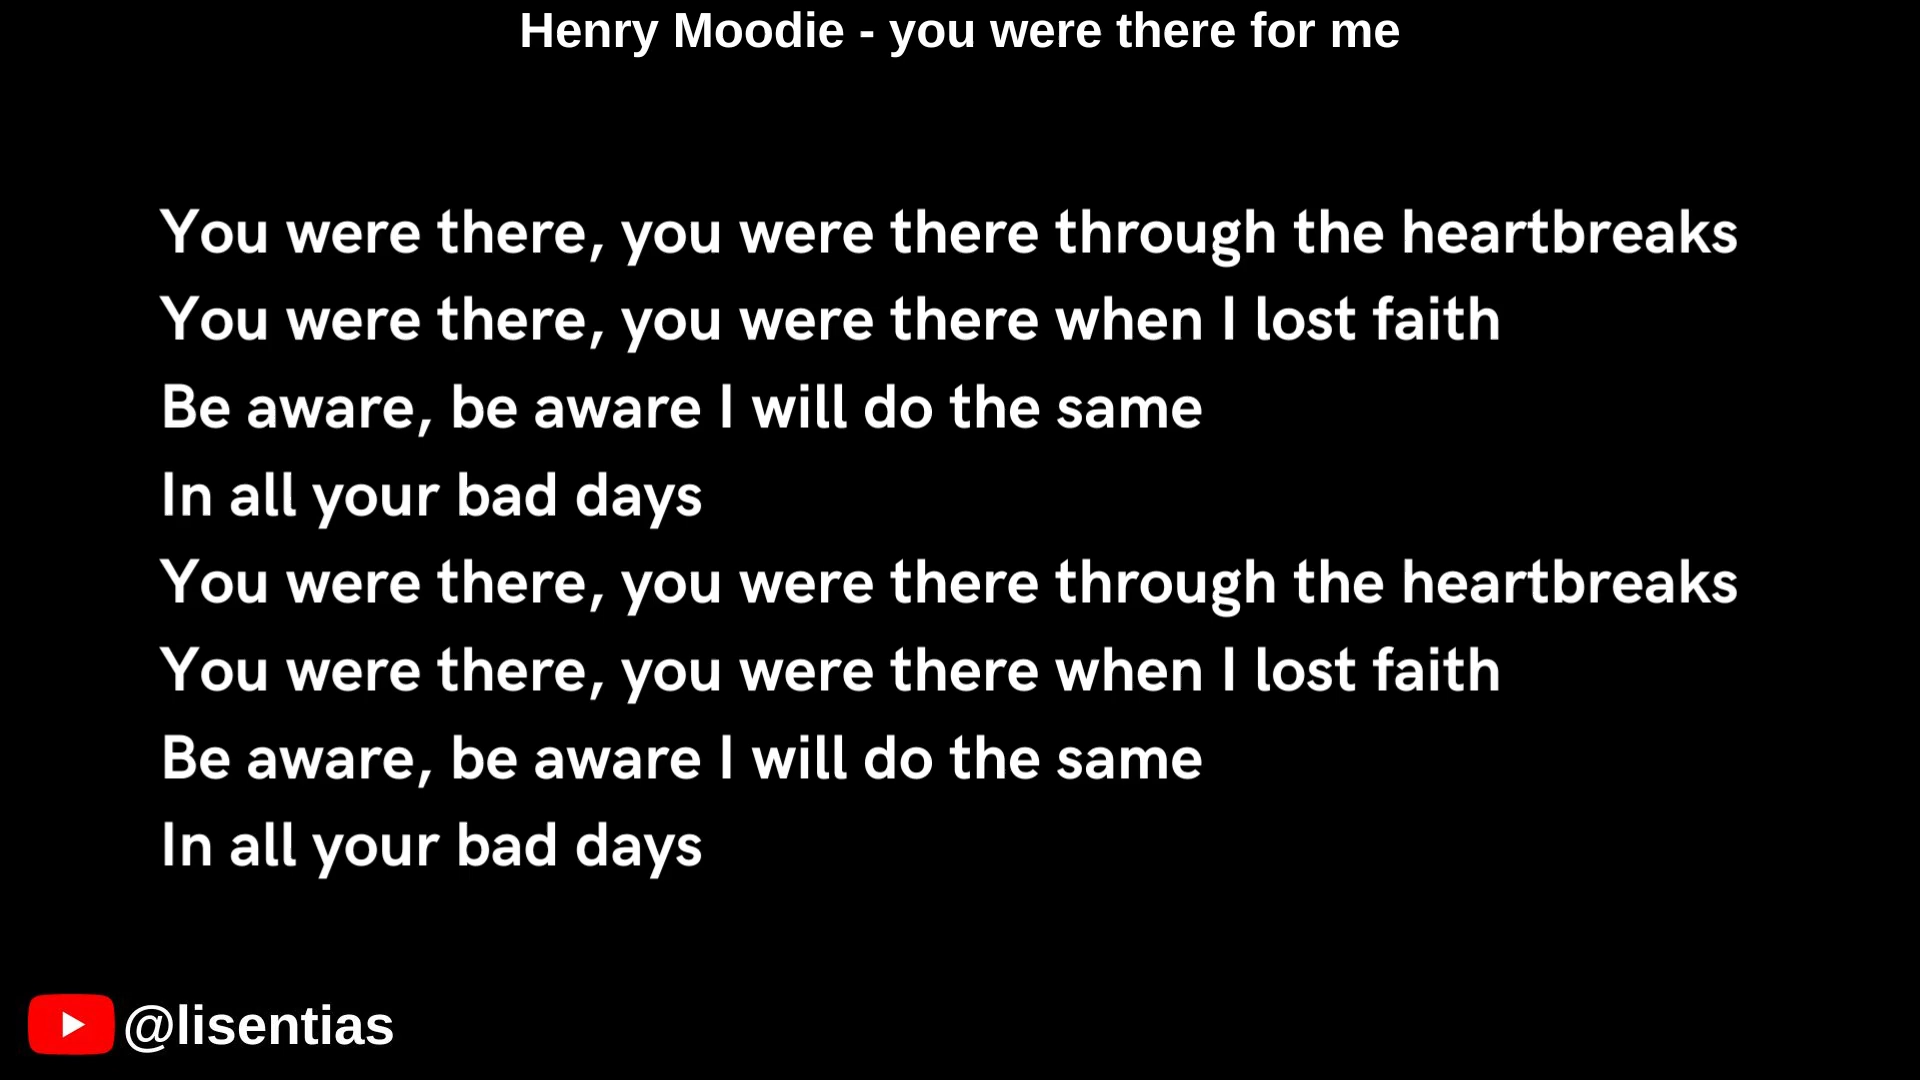 Henry Moodie - you were there for me
You were there, you were there through the heartbreaks
You were there, you were there when I lost faith
Be aware, be aware I will do the same
In all your bad days
You were there, you were there through the heartbreaks
You were there, you were there when I lost faith
Be aware, be aware I will do the same
In all your bad days
@lisentias